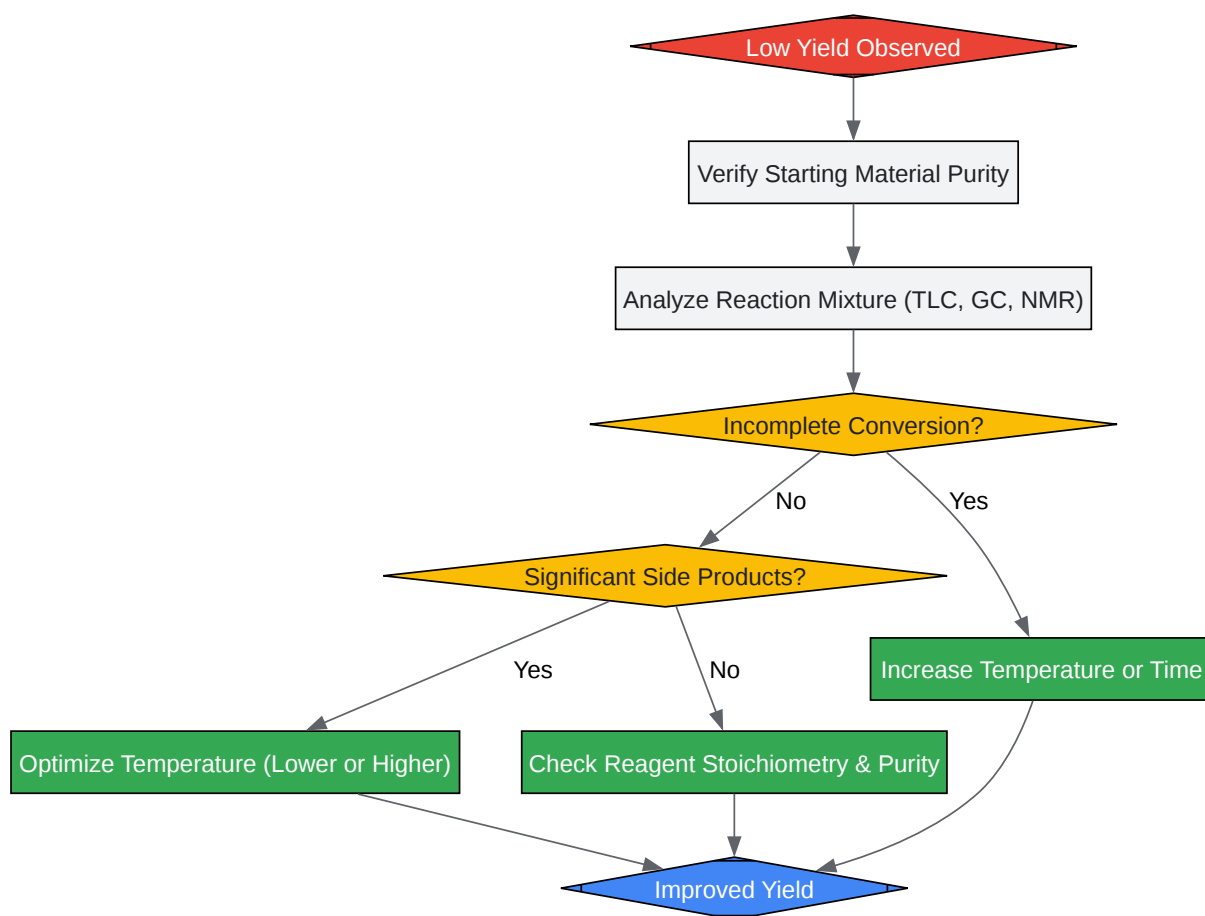 Low Yield Observed
Verify Starting Material Purity
Analyze Reaction Mixture (TLC, GC, NMR)
Incomplete Conversion?
No
Yes
Significant Side Products?
Yes
No
Increase Temperature or Time
Optimize Temperature (Lower or Higher)
Check Reagent Stoichiometry & Purity
Improved Yield